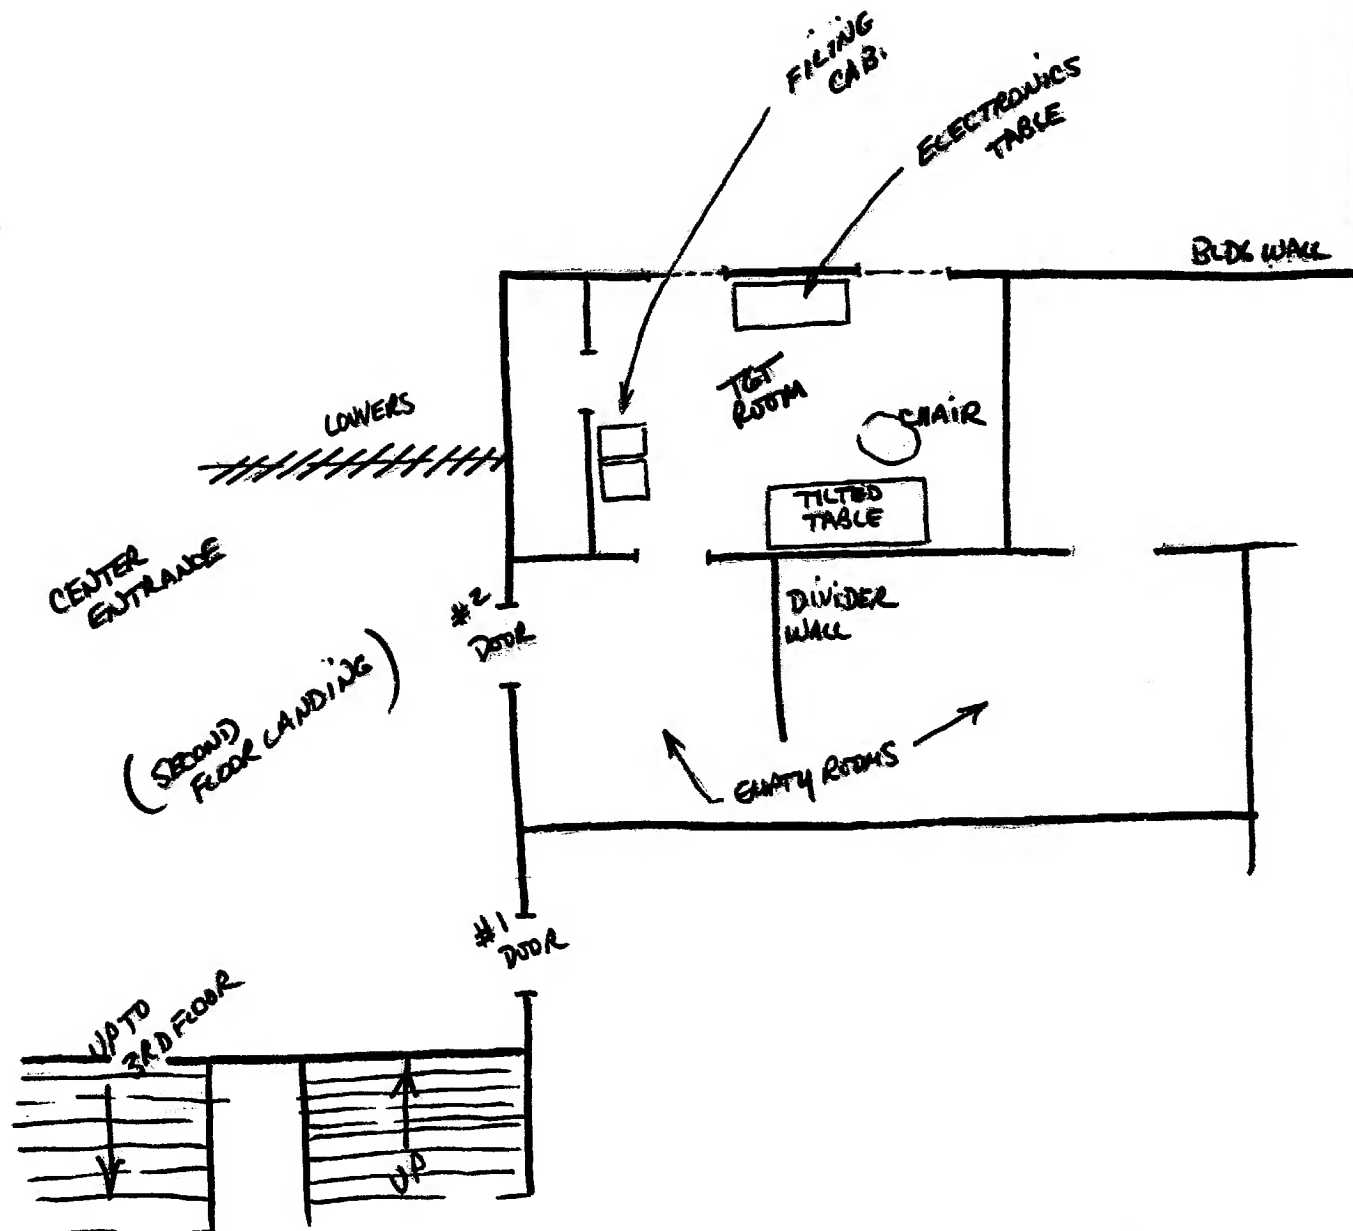 FILING
CAB.
ELECTRONICS
TABLE
BLDG WALL
TGT
ROOM
LOUVERS
CHAIR
TILTED
TABLE
CENTER
ENTRANCE
#2
DOOR
DIVIDER
WALL
(SECOND
FLOOR LANDING)
EMPTY ROOMS
#1
DOOR
UP TO
3RD FLOOR
UP